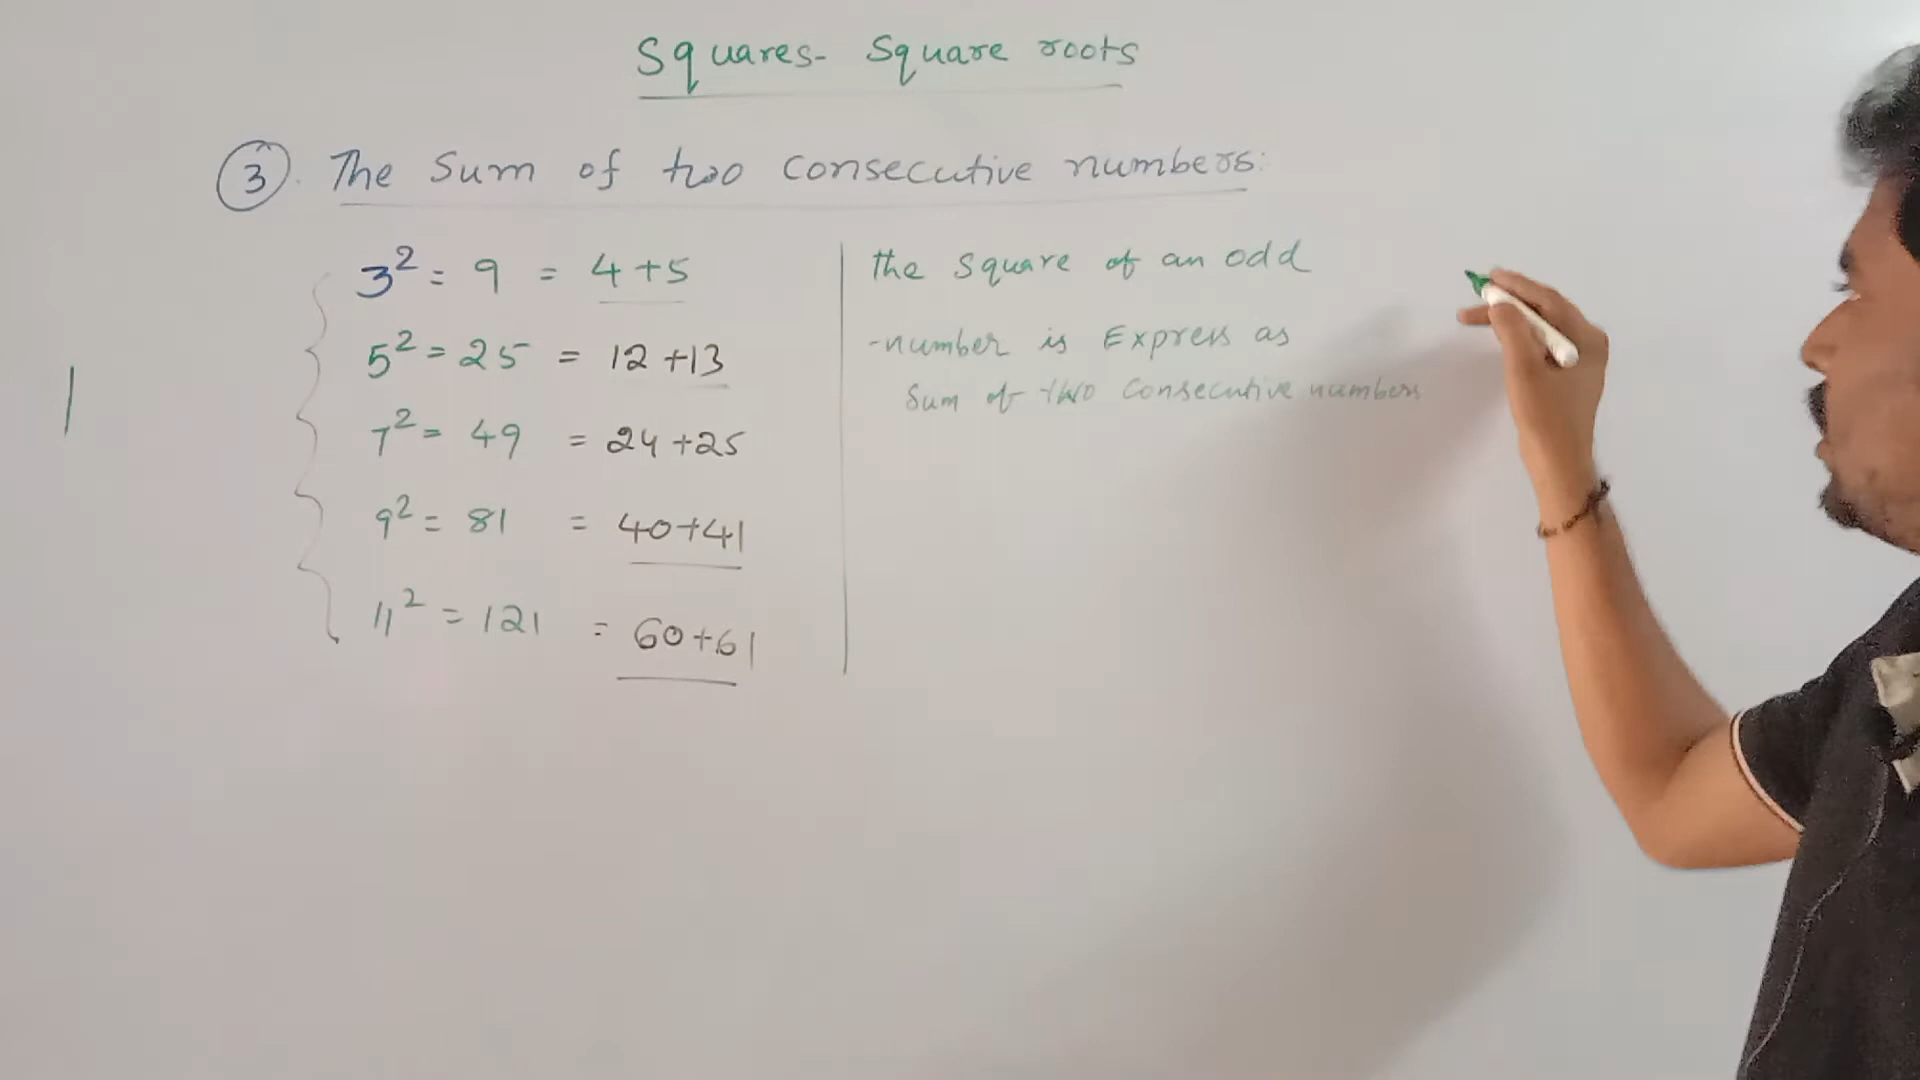 Squares- Square roots
3. The Sum of two Consecutive numbers:
3² = 9 = 4+5
5² = 25 = 12+13
7² = 49 = 24+25
9² = 81 = 40+41
11² = 121 = 60+61
the Square of an odd
-number is Express as
Sum of two Consecutive numbers